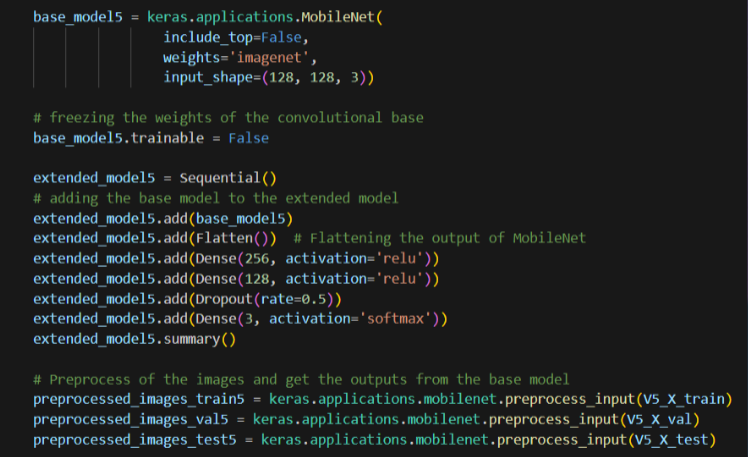 base_model5 = keras.applications.MobileNet(
include_top=False,
weights='imagenet',
input_shape=(128, 128, 3))
# freezing the weights of the convolutional base
base_model5.trainable = False
extended_model5 = Sequential()
# adding the base model to the extended model
extended_model5.add(base_model5)
extended_model5.add(Flatten())  # Flattening the output of MobileNet
extended_model5.add(Dense(256, activation='relu'))
extended_model5.add(Dense(128, activation='relu'))
extended_model5.add(Dropout(rate=0.5))
extended_model5.add(Dense(3, activation='softmax'))
extended_model5.summary()
# Preprocess of the images and get the outputs from the base model
preprocessed_images_train5 = keras.applications.mobilenet.preprocess_input(V5_X_train)
preprocessed_images_val5 = keras.applications.mobilenet.preprocess_input(V5_X_val)
preprocessed_images_test5 = keras.applications.mobilenet.preprocess_input(V5_X_test)